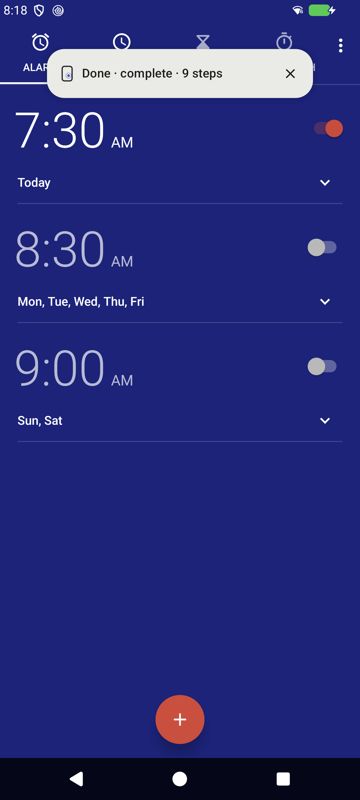 8:18
ALAR
Done · complete · 9 steps
7:30 AM
Today
8:30 AM
Mon, Tue, Wed, Thu, Fri
9:00 AM
Sun, Sat